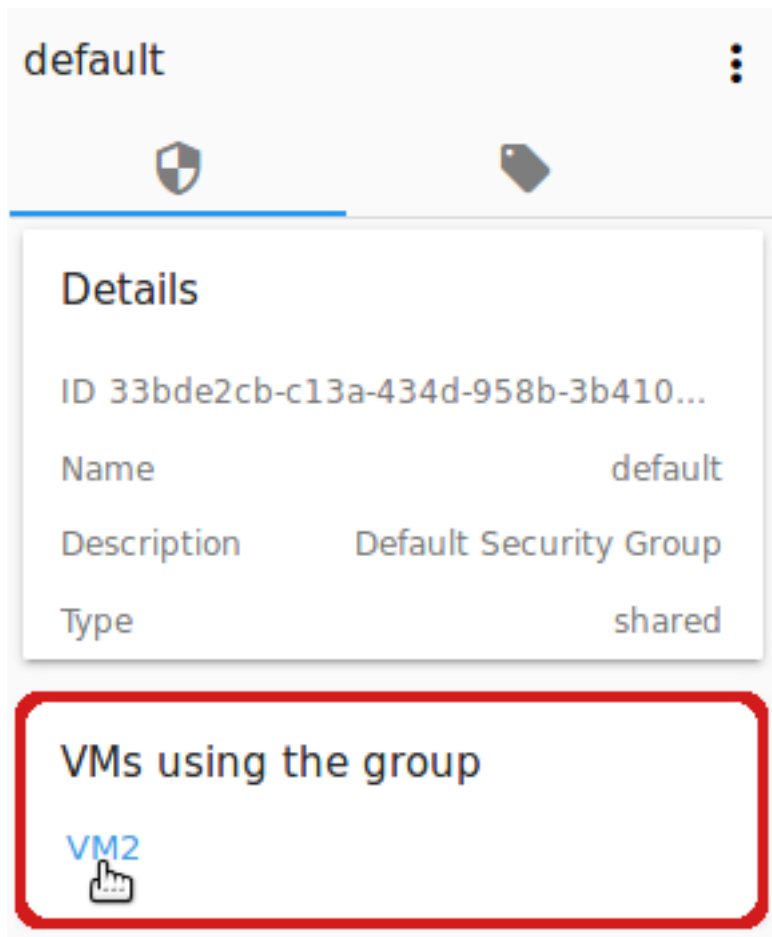 default
Details
ID 33bde2cb-c13a-434d-958b-3b410...
Name default
Description Default Security Group
Type shared
VMs using the group
VM2